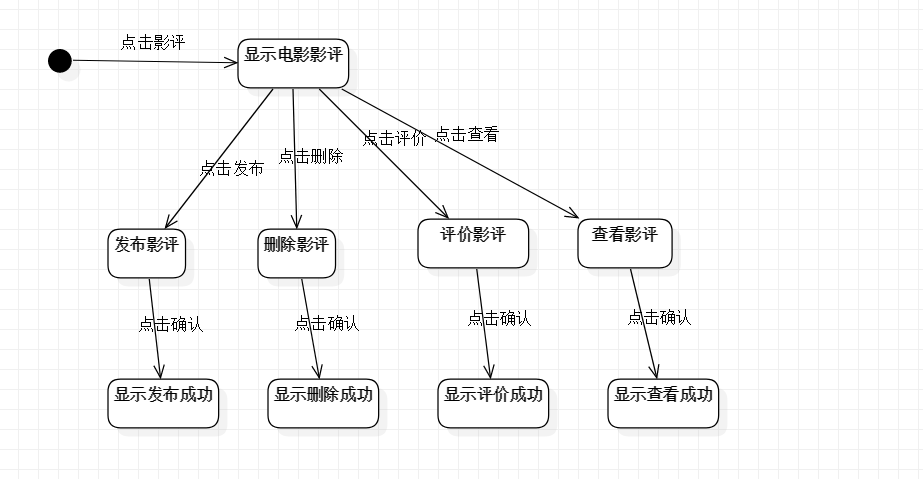 点击影评
显示电影影评
点击发布
点击删除
点击评价
点击查看
发布影评
删除影评
评价影评
查看影评
点击确认
点击确认
点击确认
点击确认
显示发布成功
显示删除成功
显示评价成功
显示查看成功